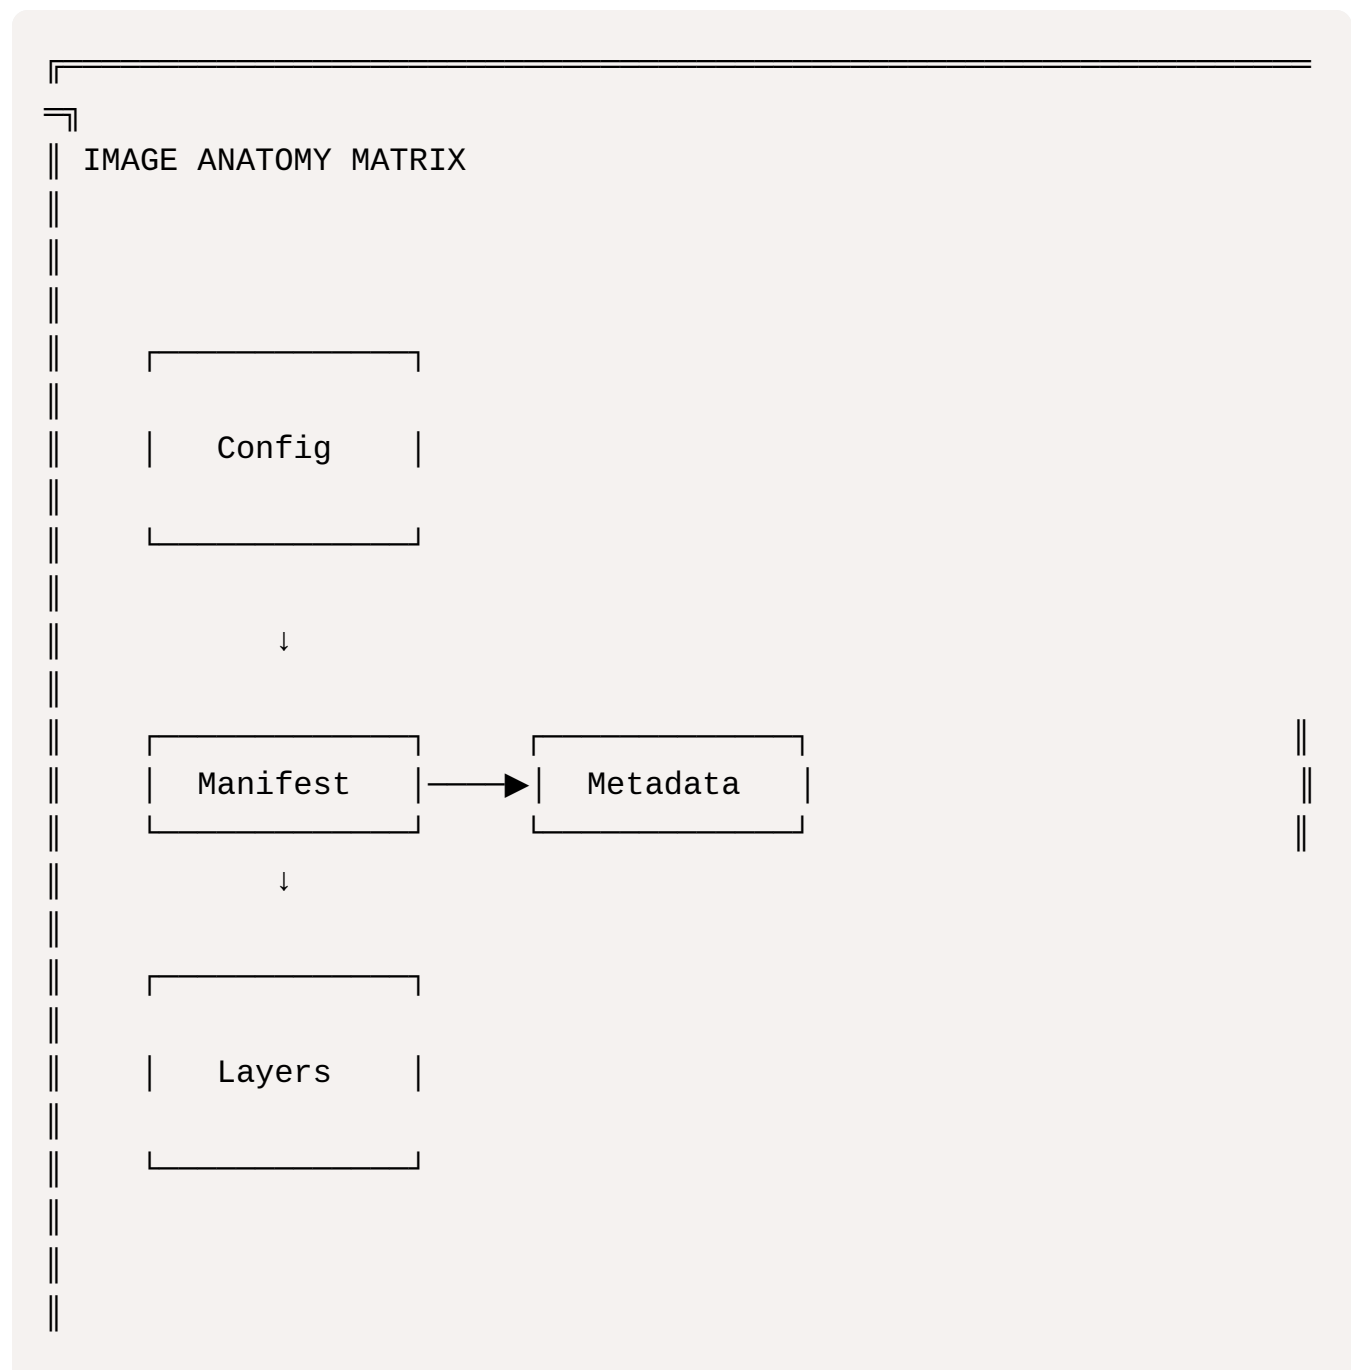 IMAGE ANATOMY MATRIX
Config
↓
Manifest ────▶ Metadata
↓
Layers